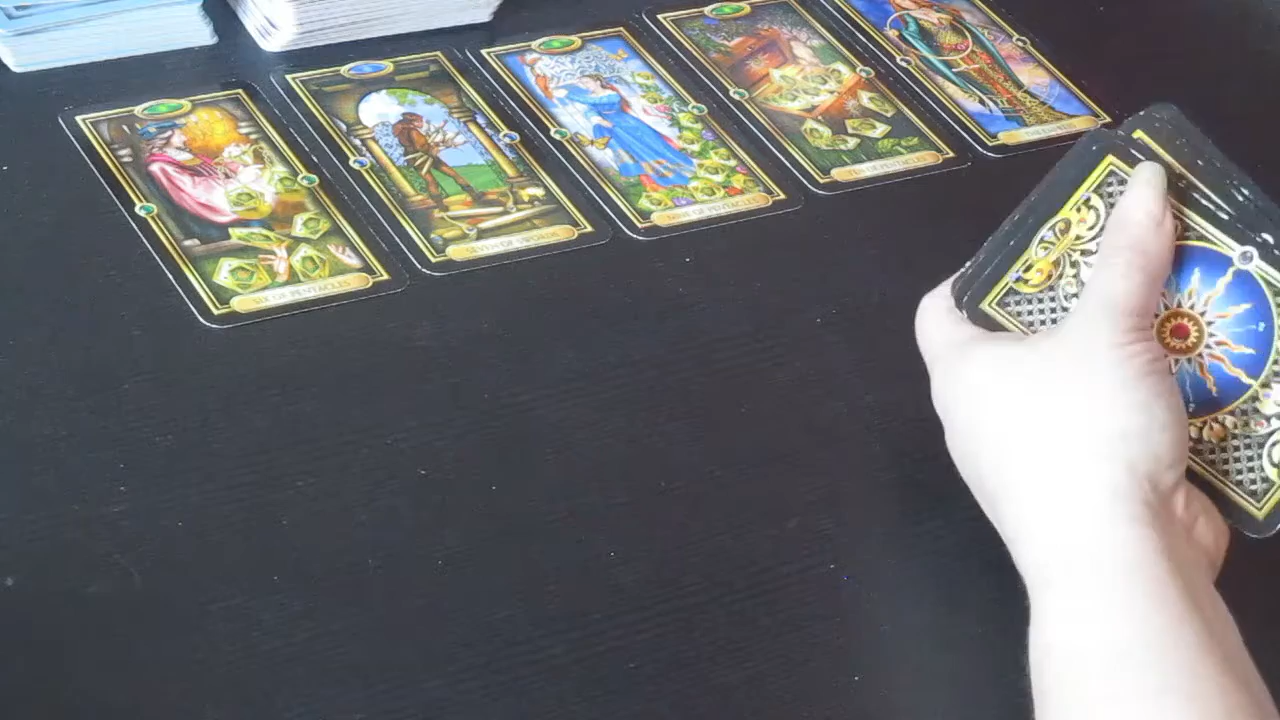 SIX OF PENTACLES
SEVEN OF SWORDS
NINE OF PENTACLES
TEN OF PENTACLES